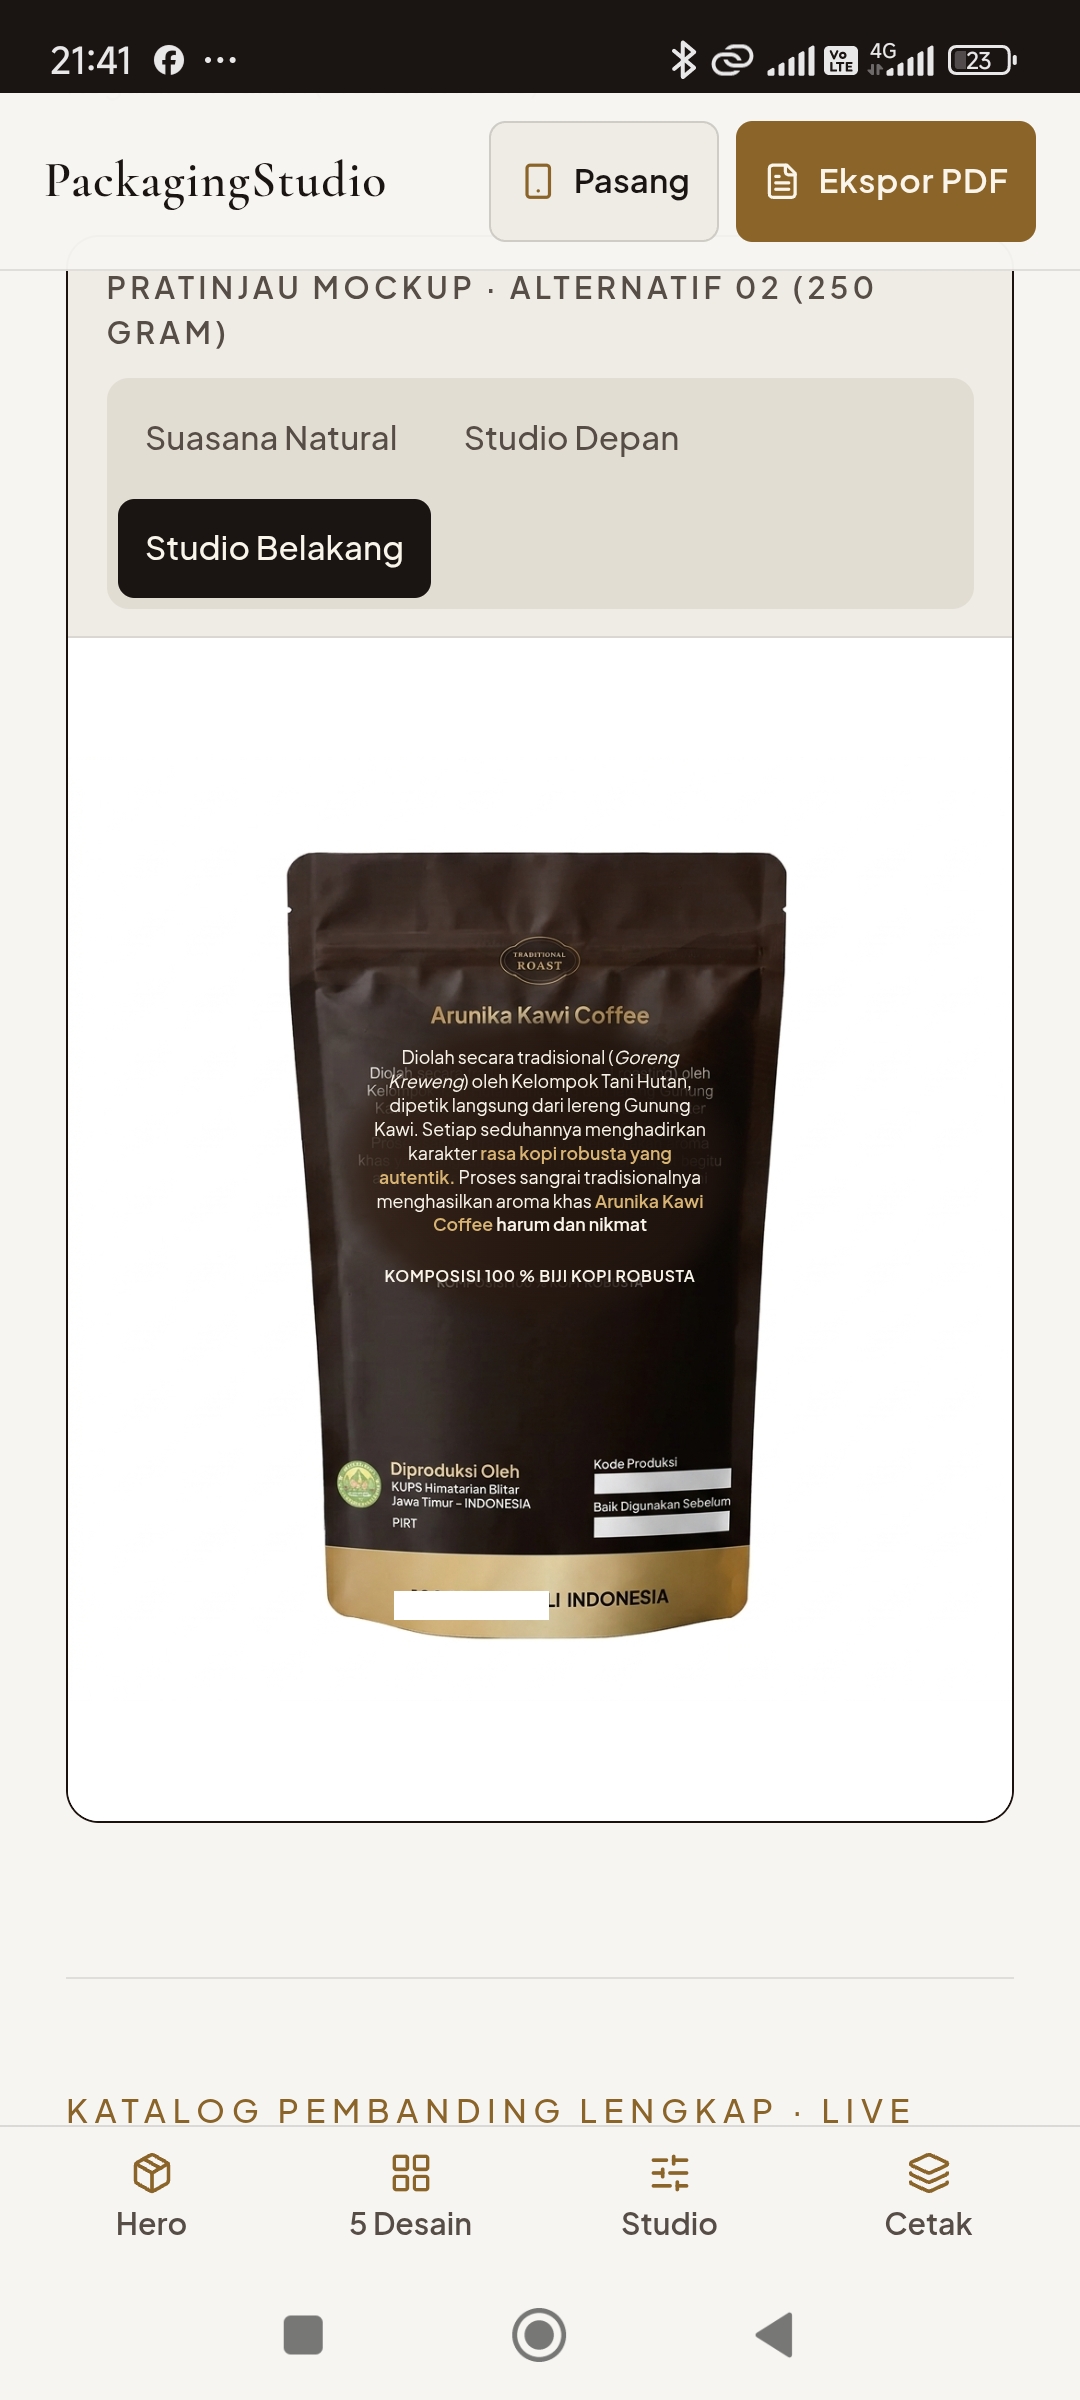 21:41
4G
Vo
LTE
23
PackagingStudio
Pasang
Ekspor PDF
PRATINJAU MOCKUP · ALTERNATIF 02 (250
GRAM)
Suasana Natural
Studio Depan
Studio Belakang
TRADITIONAL
ROAST
Arunika Kawi Coffee
Diolah secara tradisional (Goreng
Kreweng) oleh Kelompok Tani Hutan,
dipetik langsung dari lereng Gunung
Kawi. Setiap seduhannya menghadirkan
karakter rasa kopi robusta yang
autentik. Proses sangrai tradisionalnya
menghasilkan aroma khas Arunika Kawi
Coffee harum dan nikmat
KOMPOSISI 100 % BIJI KOPI ROBUSTA
Diproduksi Oleh
KUPS Himatarian Blitar
Jawa Timur – INDONESIA
PIRT
Kode Produksi
Baik Digunakan Sebelum
INDONESIA
KATALOG PEMBANDING LENGKAP · LIVE
Hero
5 Desain
Studio
Cetak